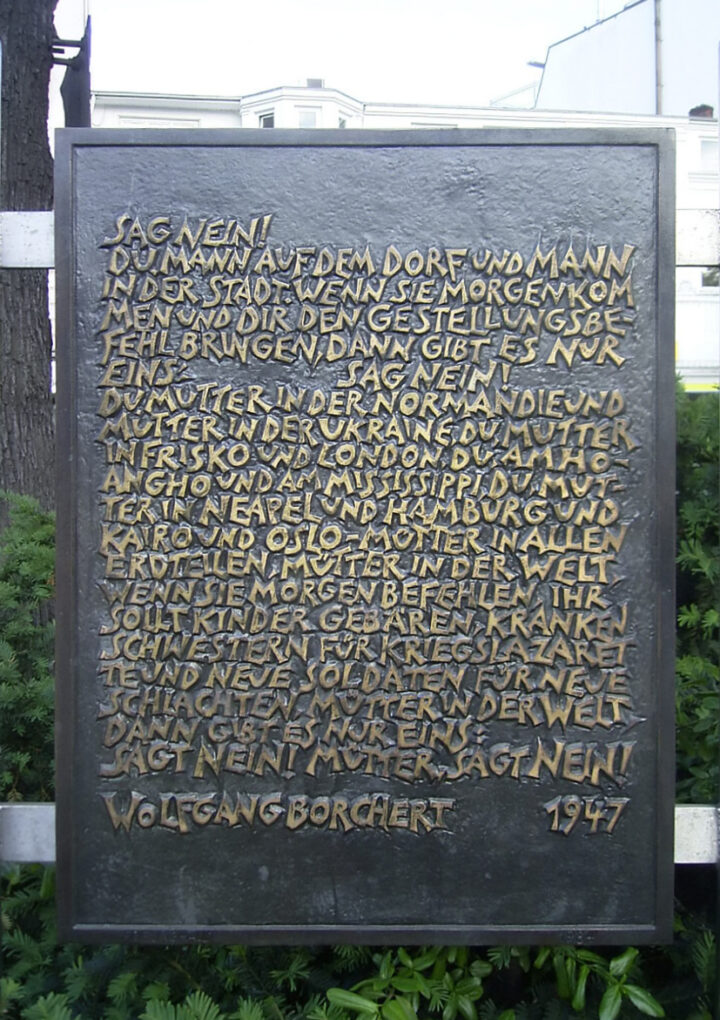 SAG NEIN!
DU MANN AUF DEM DORF UND MANN
IN DER STADT. WENN SIE MORGEN KOM
MEN UND DIR DEN GESTELLUNGSBE-
FEHL BRINGEN, DANN GIBT ES NUR
EINS: SAG NEIN!
DU. MUTTER IN DER NORMANDIE UND
MUTTER IN DER UKRAINE, DU, MUTTER
IN FRISKO UND LONDON. DU. AM HO-
ANGHO UND AM MISSISSIPPI. DU. MUT-
TER IN NEAPEL UND HAMBURG UND
KAIRO UND OSLO - MÜTTER IN ALLEN
ERDTEILEN, MÜTTER IN DER WELT
WENN SIE MORGEN BEFEHLEN, IHR
SOLLT KINDER GEBÄREN, KRANKEN
SCHWESTERN FÜR KRIEGSLAZARET
TE UND NEUE SOLDATEN FÜR NEUE
SCHLACHTEN, MÜTTER IN DER WELT,
DANN GIBT ES NUR EINS:
SAGT NEIN! MÜTTER, SAGT NEIN!
WOLFGANG BORCHERT 1947